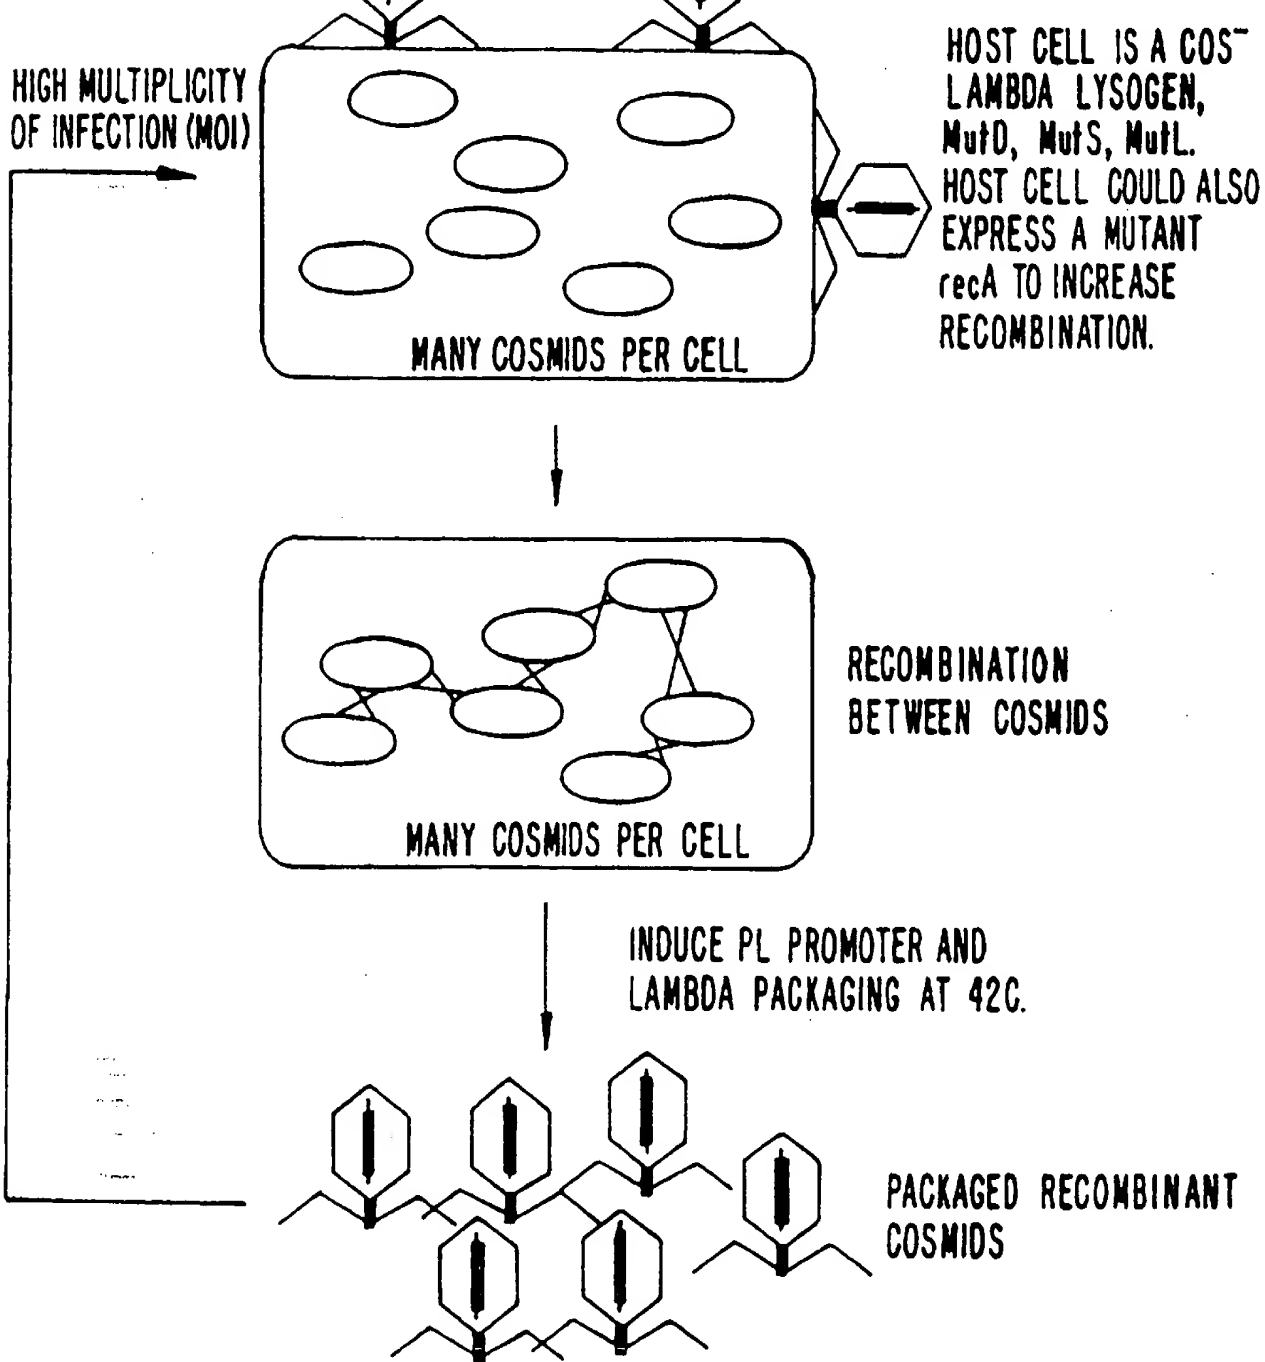 HIGH MULTIPLICITY
OF INFECTION (MOI)
HOST CELL IS A COS⁻
LAMBDA LYSOGEN,
MutD, MutS, MutL.
HOST CELL COULD ALSO
EXPRESS A MUTANT
recA TO INCREASE
RECOMBINATION.
MANY COSMIDS PER CELL
RECOMBINATION
BETWEEN COSMIDS
MANY COSMIDS PER CELL
INDUCE PL PROMOTER AND
LAMBDA PACKAGING AT 42C.
PACKAGED RECOMBINANT
COSMIDS